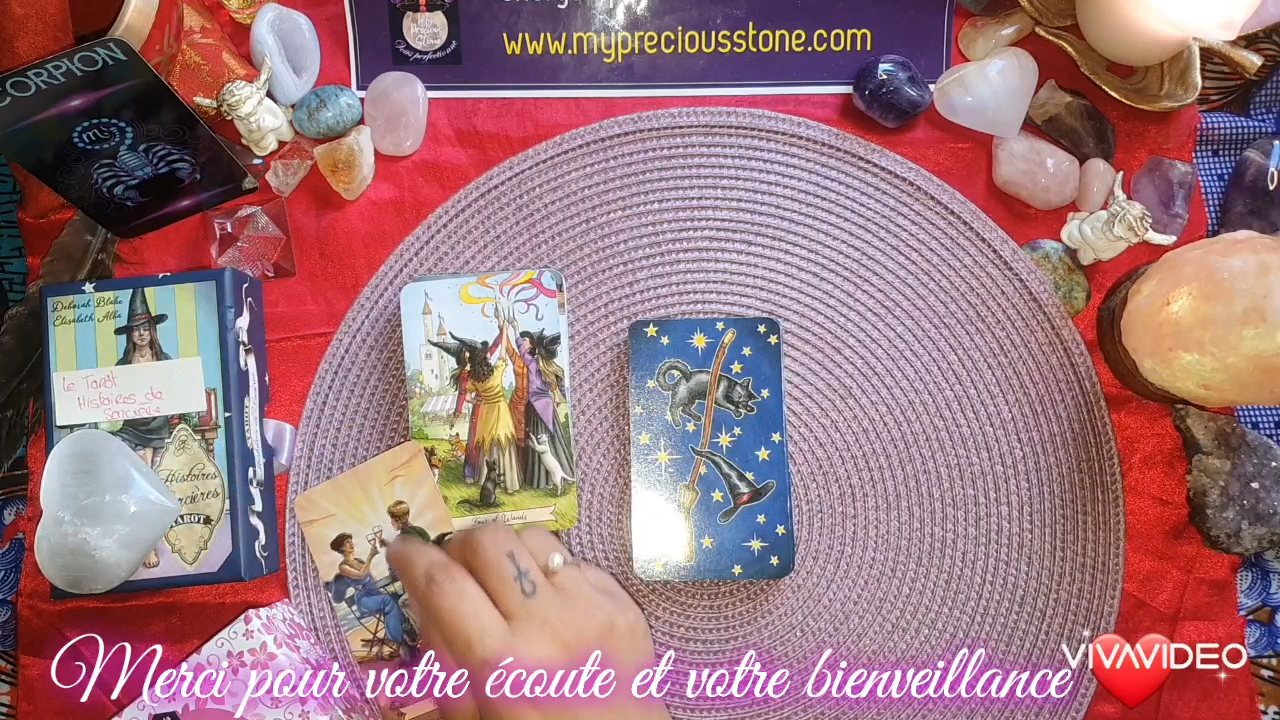 www.mypreciousstone.com
CORPION
Deborah Blake
Elisabeth Alba
Le Tarot
Histoires de
Sorcière
Histoires
Sorcières
TAROT
Four of Wands
Merci pour votre écoute et votre bienveillance
VIVAVIDEO